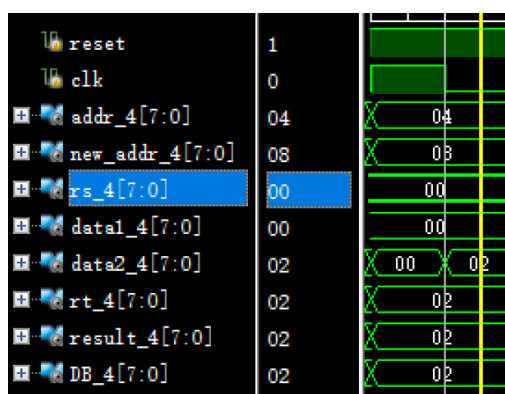 reset 1
clk 0
addr_4[7:0] 04 04
new_addr_4[7:0] 08 08
rs_4[7:0] 00 00
data1_4[7:0] 00 00
data2_4[7:0] 02 00 02
rt_4[7:0] 02 02
result_4[7:0] 02 02
DB_4[7:0] 02 02